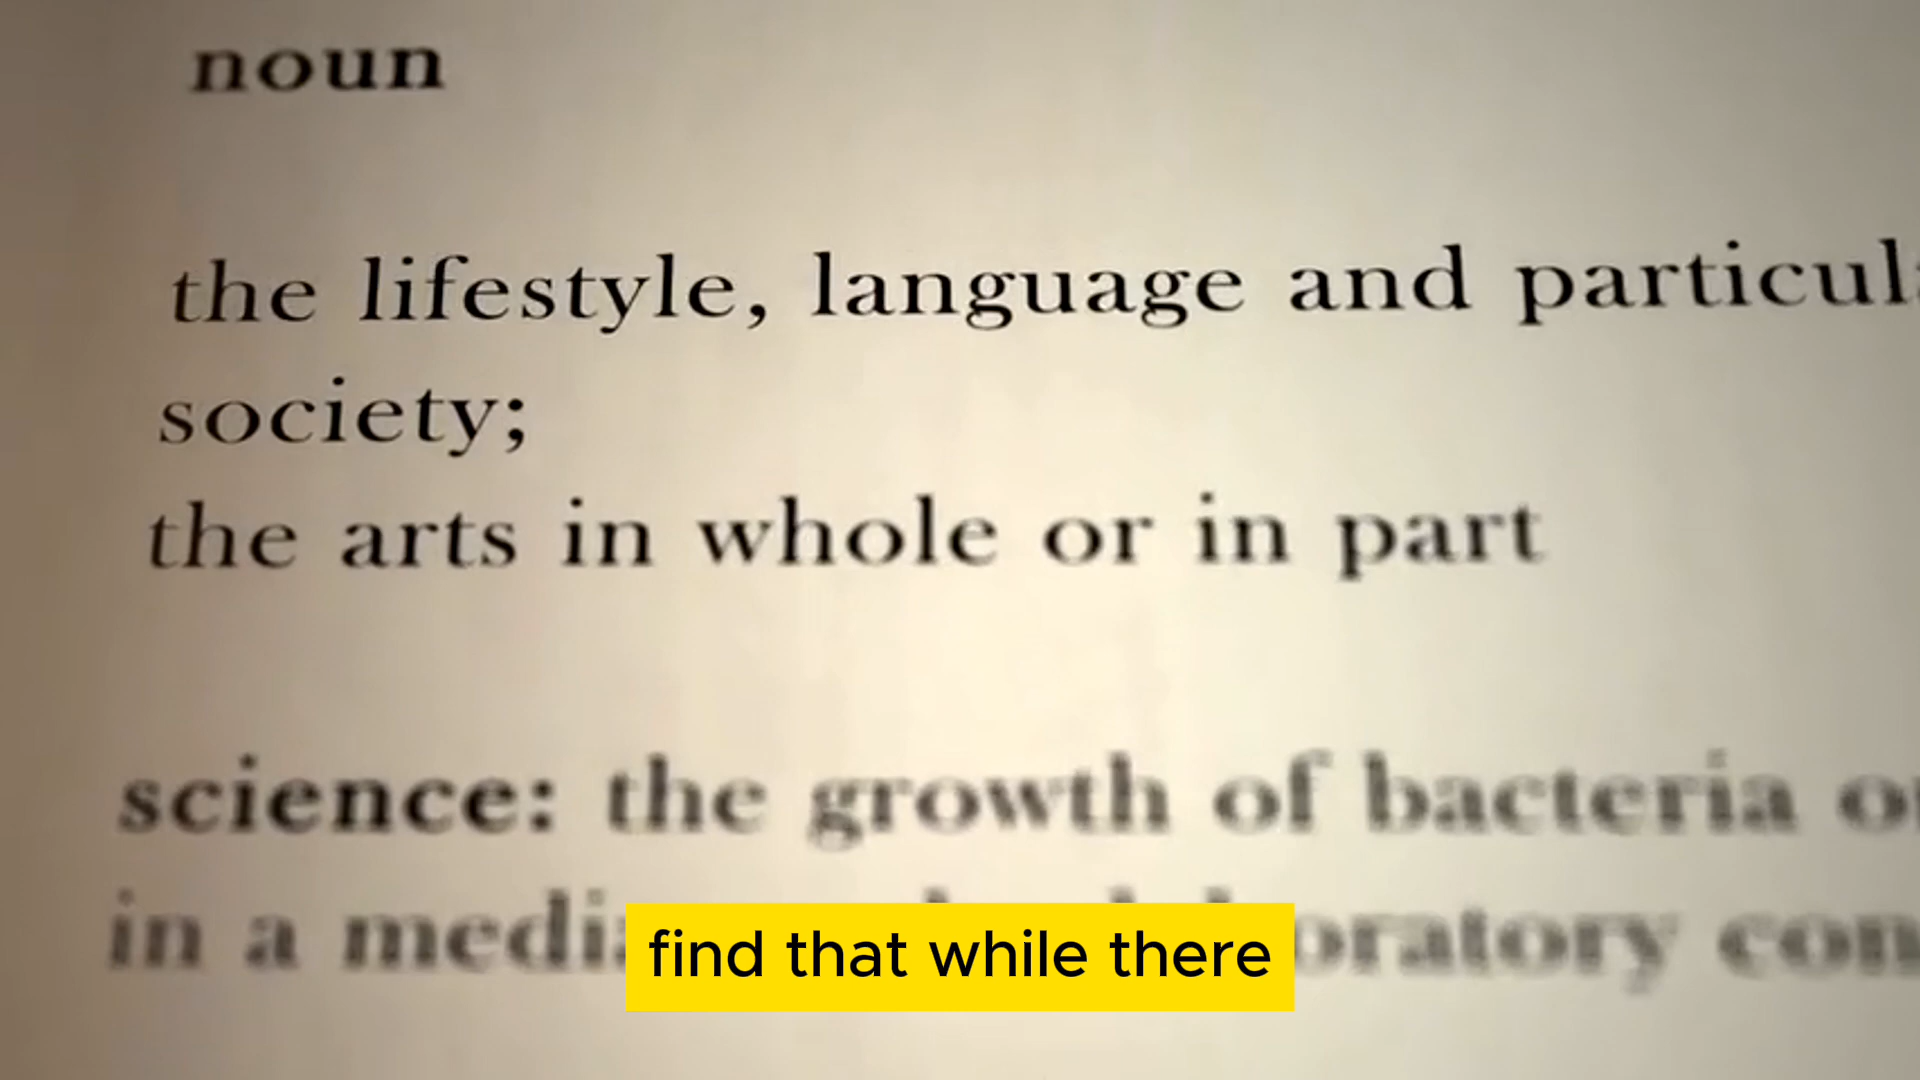 noun
the lifestyle, language and
society;
the arts in whole or in part
science: the growth of bacteria
in a
find that while there